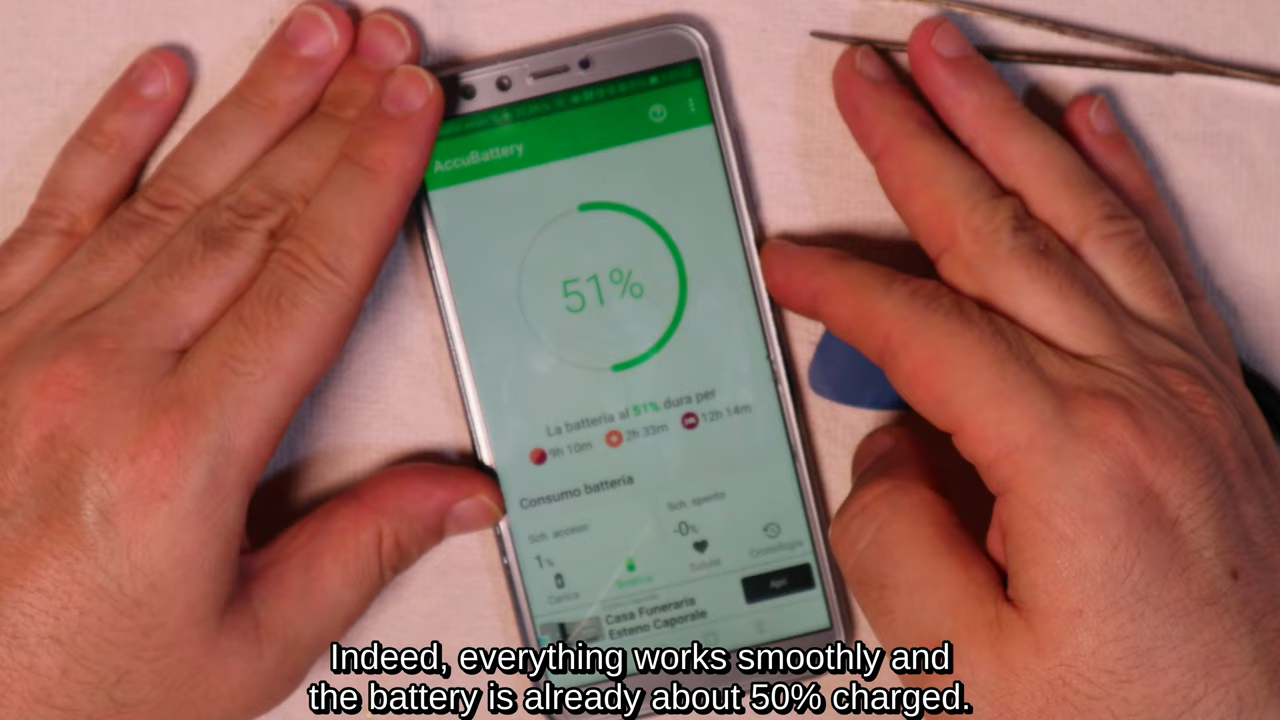 AccuBattery
51%
La batteria al 51% dura per
9h 10m 2h 33m 12h 14m
Consumo batteria
Sch. acceso Sch. spento
1% -0%
Carica Scarica Salute Cronologia
Casa Funeraria
Esteno Caporale
Apri
Indeed, everything works smoothly and
the battery is already about 50% charged.